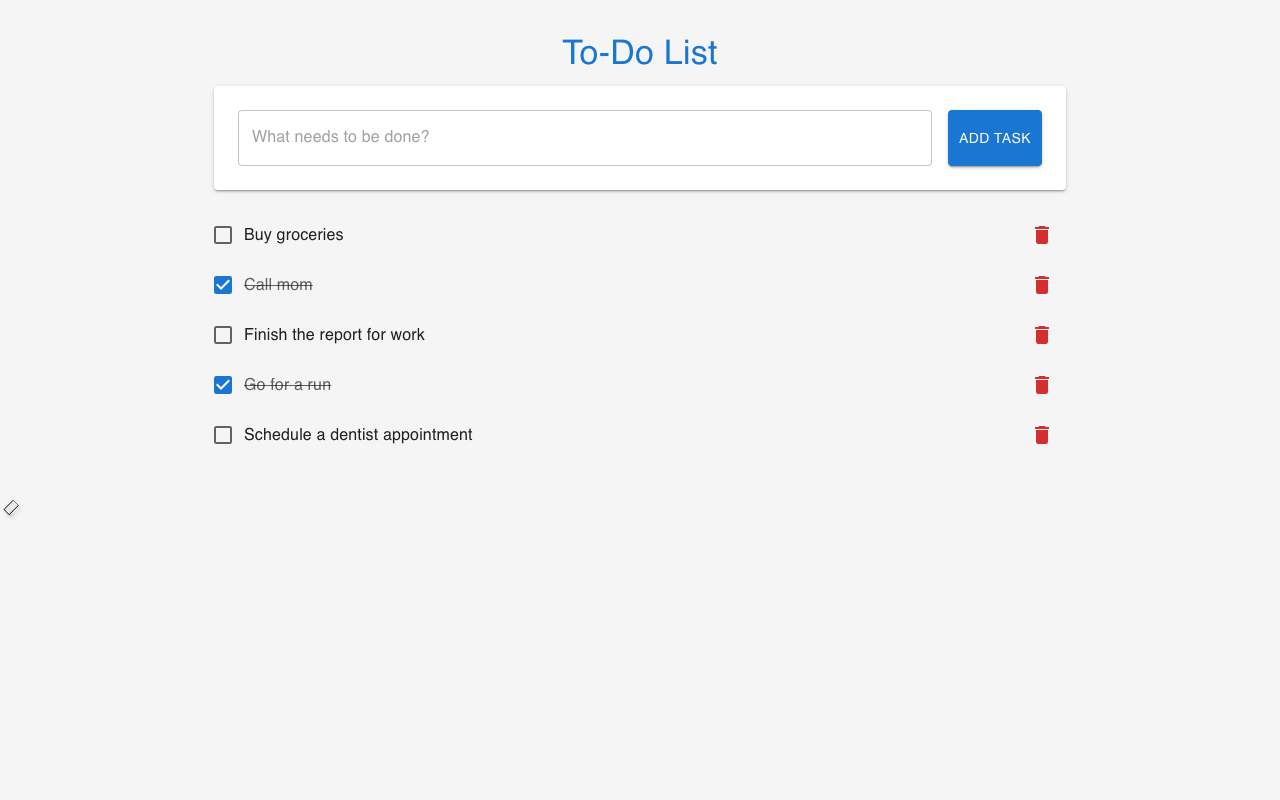 To-Do List
What needs to be done?
ADD TASK
Buy groceries
Call mom
Finish the report for work
Go for a run
Schedule a dentist appointment